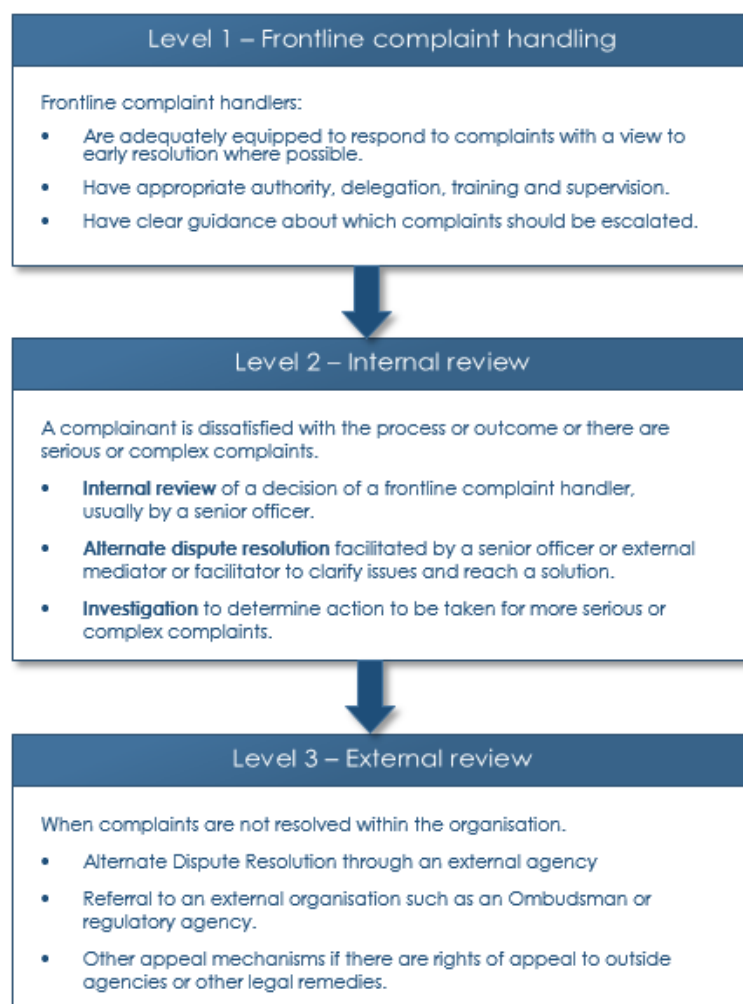 Level 1 – Frontline complaint handling
Frontline complaint handlers:
• Are adequately equipped to respond to complaints with a view to
early resolution where possible.
• Have appropriate authority, delegation, training and supervision.
• Have clear guidance about which complaints should be escalated.
Level 2 – Internal review
A complainant is dissatisfied with the process or outcome or there are
serious or complex complaints.
• Internal review of a decision of a frontline complaint handler,
usually by a senior officer.
• Alternate dispute resolution facilitated by a senior officer or external
mediator or facilitator to clarify issues and reach a solution.
• Investigation to determine action to be taken for more serious or
complex complaints.
Level 3 – External review
When complaints are not resolved within the organisation.
• Alternate Dispute Resolution through an external agency
• Referral to an external organisation such as an Ombudsman or
regulatory agency.
• Other appeal mechanisms if there are rights of appeal to outside
agencies or other legal remedies.